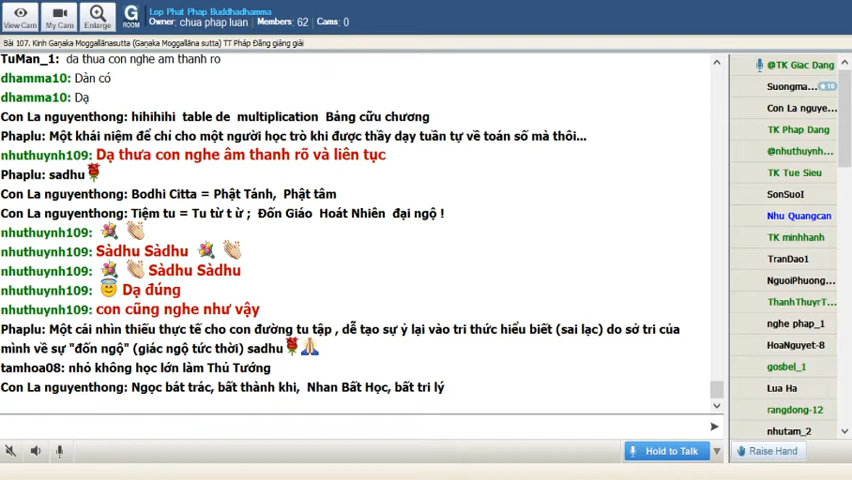 View Cam
My Cams
Enlarge
G
ROOM
Lop Phat Phap Buddhadhamma
Owner: chua phap luan Members: 62 Cams: 0
Bài 107. Kinh Gaṇaka Moggallānasutta (Gaṇaka Moggallāna sutta) TT Pháp Đăng giảng giải
TuMan_1: da thua con nghe am thanh ro
dhamma10: Dàn có
dhamma10: Dạ
Con La nguyenthong: hihihihi table de multiplication Bảng cữu chương
Phaplu: Một khái niệm để chỉ cho một người học trò khi được thầy dạy tuần tự về toán số mà thôi...
nhuthuynh109: Dạ thưa con nghe âm thanh rõ và liên tục
Phaplu: sadhu
Con La nguyenthong: Bodhi Citta = Phật Tánh, Phật tâm
Con La nguyenthong: Tiệm tu = Tu từ t ừ ; Đốn Giáo Hoát Nhiên đại ngộ !
nhuthuynh109:
nhuthuynh109: Sàdhu Sàdhu
nhuthuynh109: Sàdhu Sàdhu
nhuthuynh109: Dạ đúng
nhuthuynh109: con cũng nghe như vậy
Phaplu: Một cái nhìn thiếu thực tế cho con đường tu tập , dễ tạo sự ỷ lại vào tri thức hiểu biết (sai lạc) do sở tri của
mình về sự "đốn ngộ" (giác ngộ tức thời) sadhu
tamhoa08: nhỏ không học lớn làm Thủ Tướng
Con La nguyenthong: Ngọc bát trác, bất thành khi, Nhan Bất Học, bất tri lý
@TK Giac Dang
Suongma... 10
Con La nguye...
TK Phap Dang
@nhuthuynh...
TK Tue Sieu
SonSuoI
Nhu Quangcan
TK minhhanh
TranDao1
NguoiPhuong...
ThanhThuyrT...
nghe phap_1
HoaNguyet-8
gosbel_1
Lua Ha
rangdong-12
nhutam_2
Hold to Talk
Raise Hand